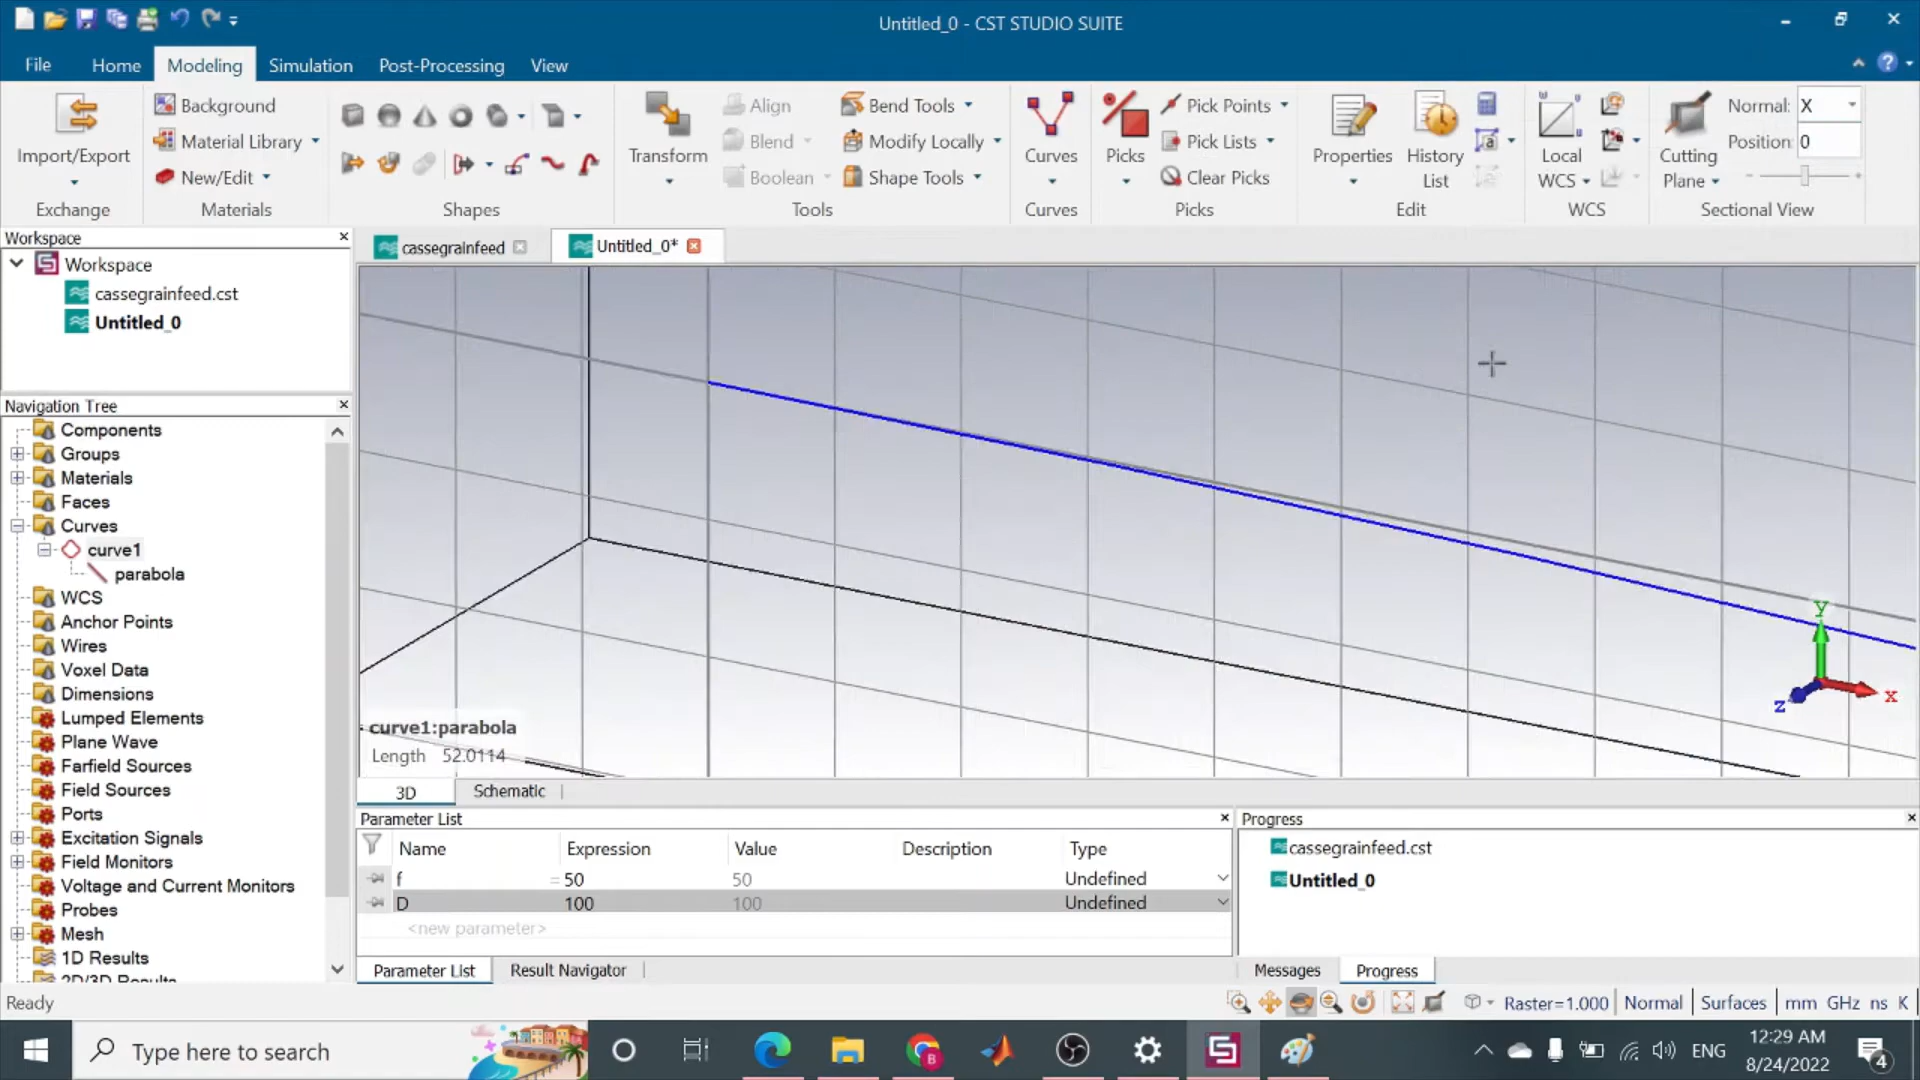 Untitled_0 - CST STUDIO SUITE
File Home Modeling Simulation Post-Processing View
Import/Export
Exchange
Background
Material Library
New/Edit
Materials
Shapes
Transform
Align
Blend
Boolean
Bend Tools
Modify Locally
Shape Tools
Tools
Curves
Curves
Picks
Pick Points
Pick Lists
Clear Picks
Picks
Properties
History List
Edit
Local WCS
WCS
Cutting Plane
Normal: X
Position: 0
Sectional View
Workspace
Workspace
cassegrainfeed.cst
Untitled_0
cassegrainfeed
Untitled_0*
Navigation Tree
Components
Groups
Materials
Faces
Curves
curve1
parabola
WCS
Anchor Points
Wires
Voxel Data
Dimensions
Lumped Elements
Plane Wave
Farfield Sources
Field Sources
Ports
Excitation Signals
Field Monitors
Voltage and Current Monitors
Probes
Mesh
1D Results
2D/3D Results
y
x
z
curve1:parabola
Length 52.0114
3D Schematic
Parameter List
Name Expression Value Description Type
f = 50 50 Undefined
D 100 100 Undefined
<new parameter>
Parameter List Result Navigator
Progress
cassegrainfeed.cst
Untitled_0
Messages Progress
Ready
Raster=1.000 Normal Surfaces mm GHz ns K
Type here to search
ENG
12:29 AM
8/24/2022
4